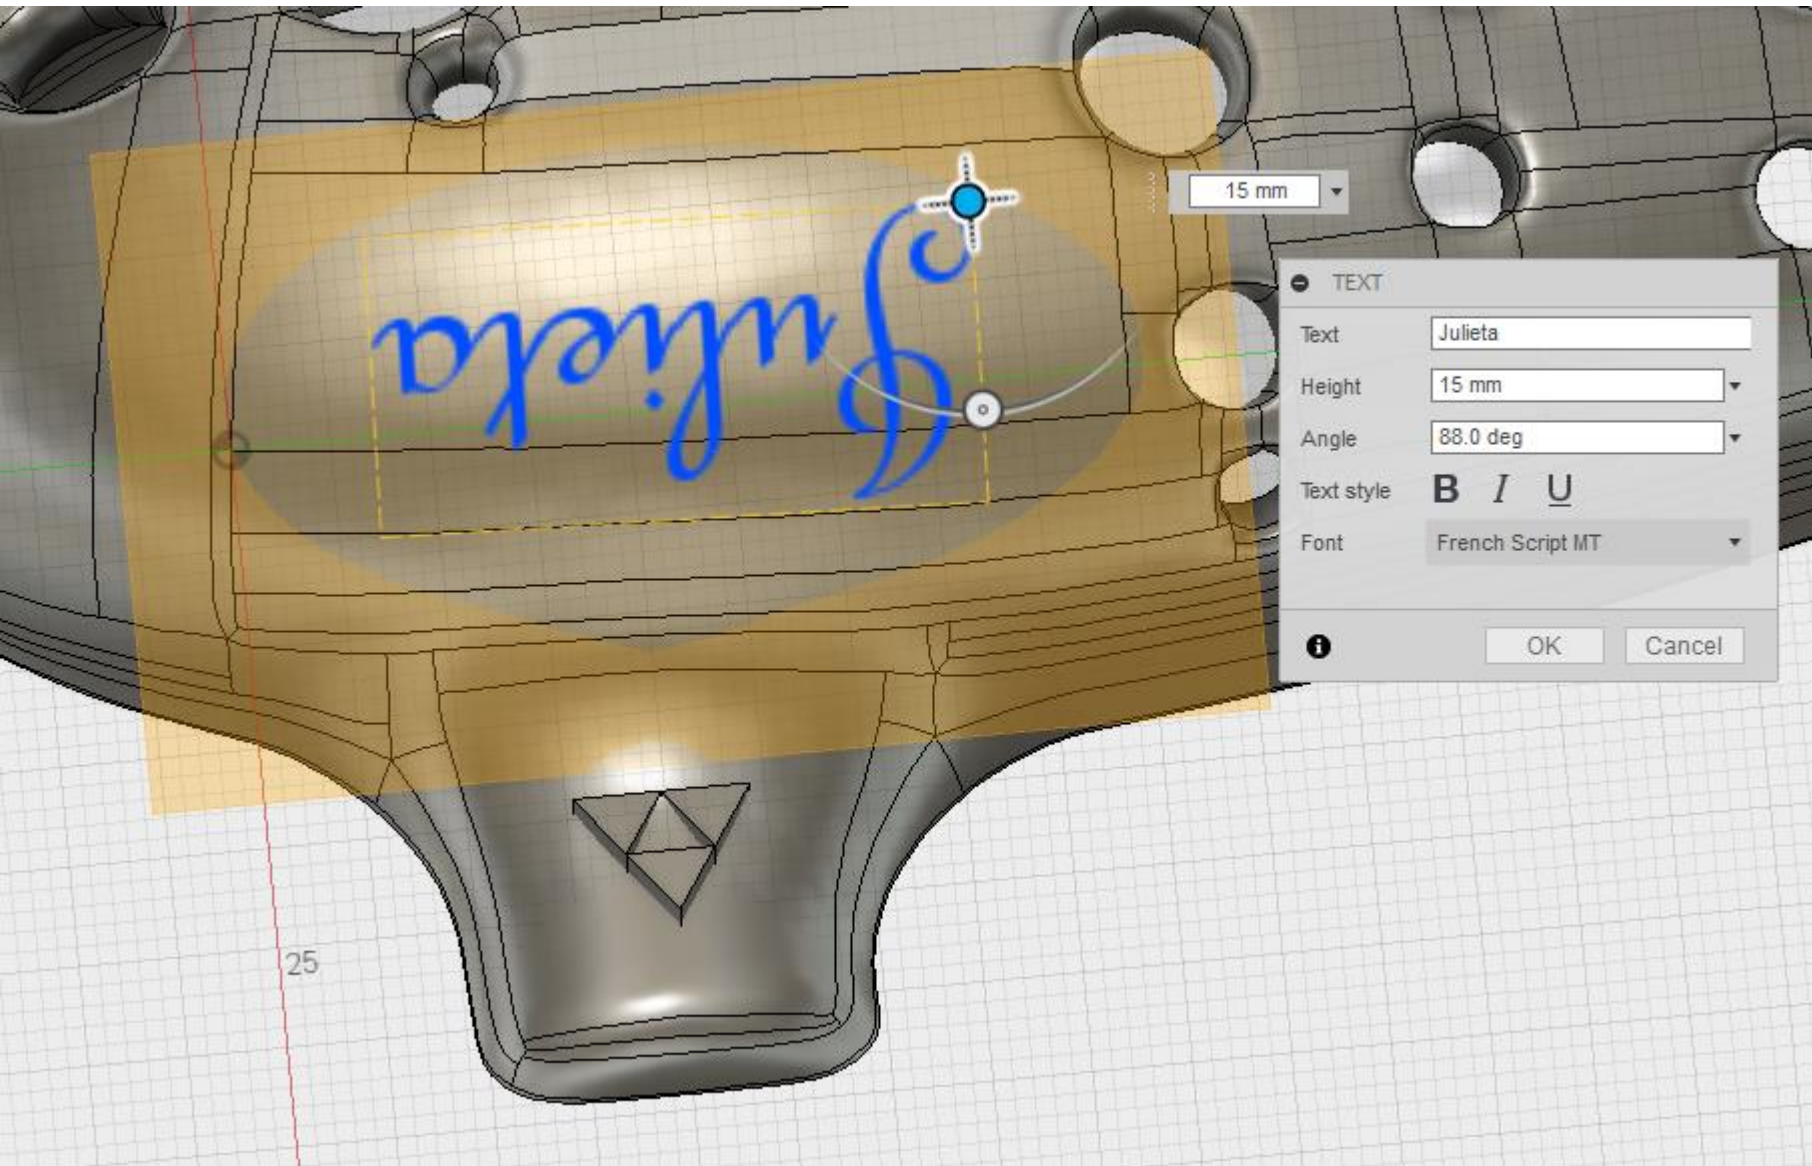 Julieta
15 mm
TEXT
Text Julieta
Height 15 mm
Angle 88.0 deg
Text style B I U
Font French Script MT
OK Cancel
25